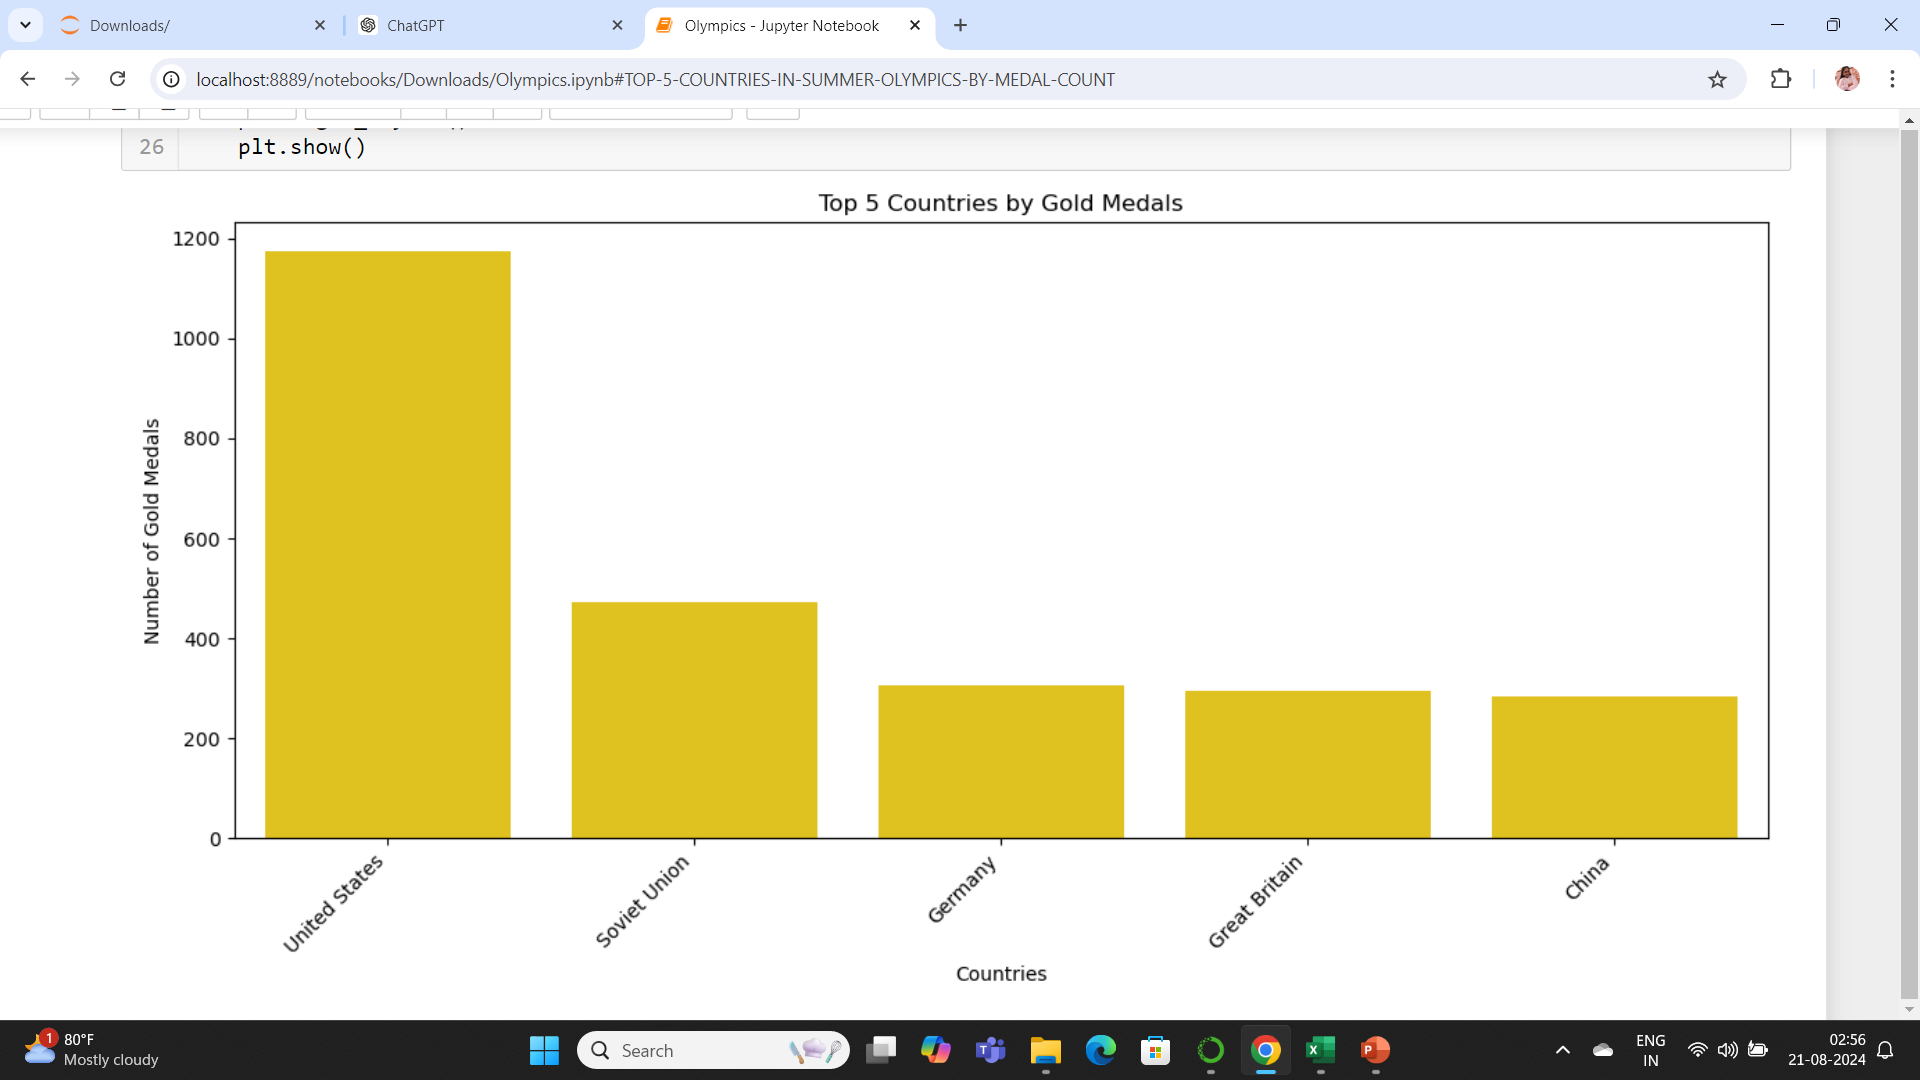 Downloads/
ChatGPT
Olympics - Jupyter Notebook
localhost:8889/notebooks/Downloads/Olympics.ipynb#TOP-5-COUNTRIES-IN-SUMMER-OLYMPICS-BY-MEDAL-COUNT
26 plt.show()
Top 5 Countries by Gold Medals
Number of Gold Medals
1200
1000
800
600
400
200
0
United States
Soviet Union
Germany
Great Britain
China
Countries
1
80°F
Mostly cloudy
Search
ENG
IN
02:56
21-08-2024